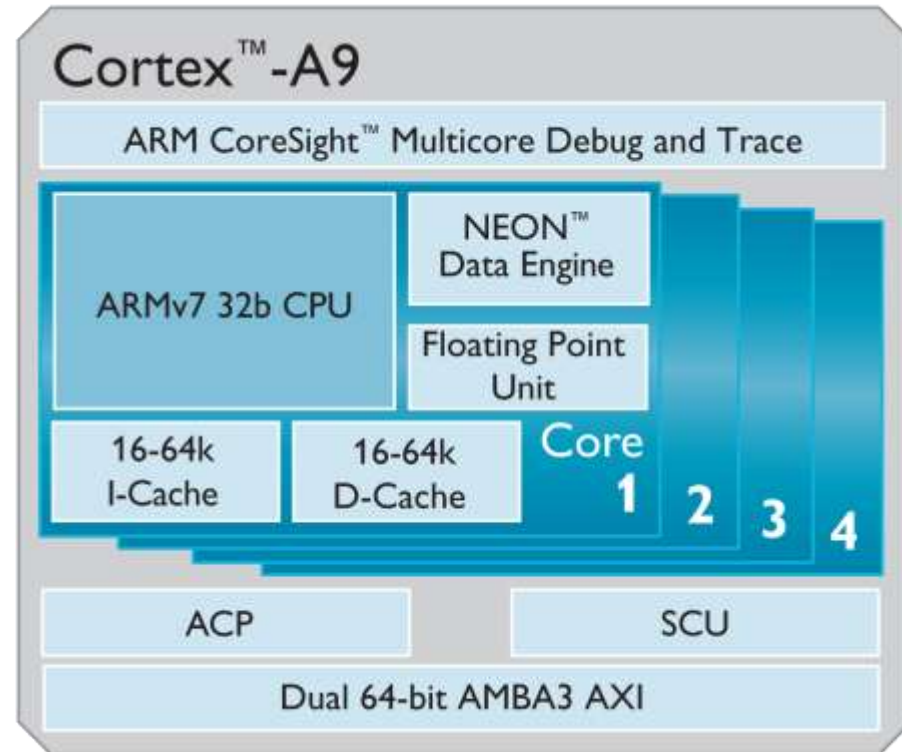 Cortex™-A9
ARM CoreSight™ Multicore Debug and Trace
ARMv7 32b CPU
NEON™
Data Engine
Floating Point
Unit
16-64k
I-Cache
16-64k
D-Cache
Core
1
2
3
4
ACP
SCU
Dual 64-bit AMBA3 AXI